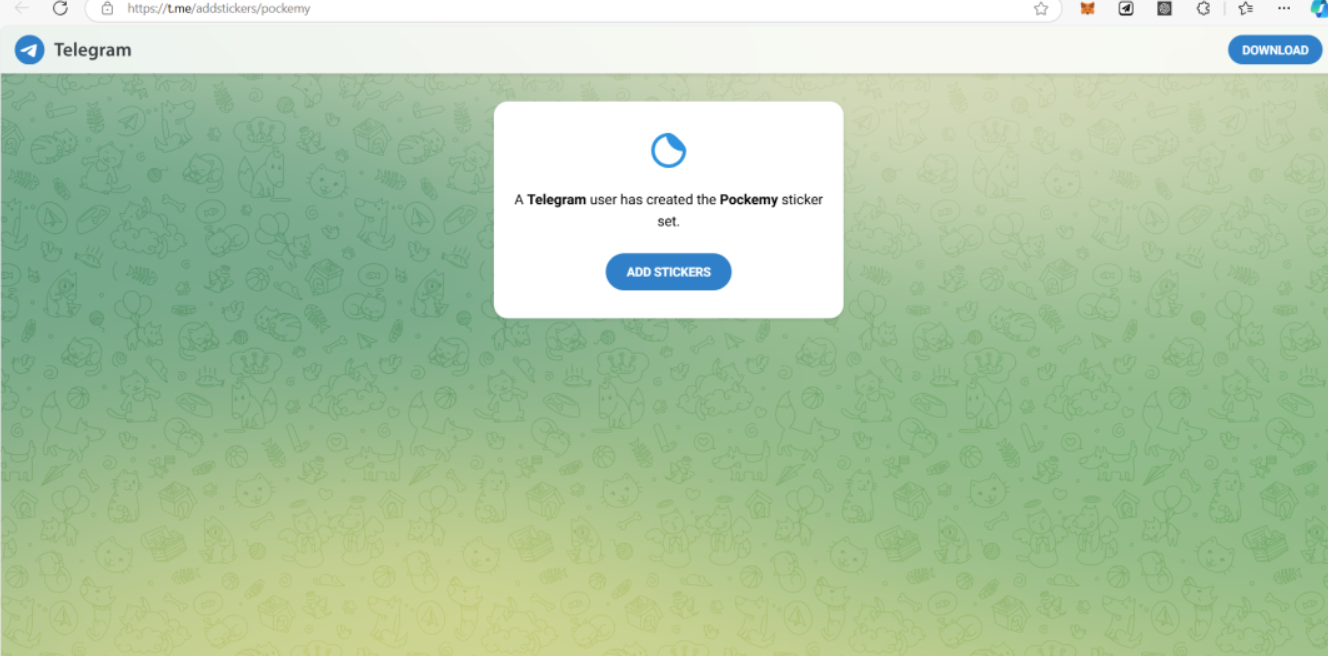 https://t.me/addstickers/pockemy
Telegram
DOWNLOAD
A Telegram user has created the Pockemy sticker
set.
ADD STICKERS